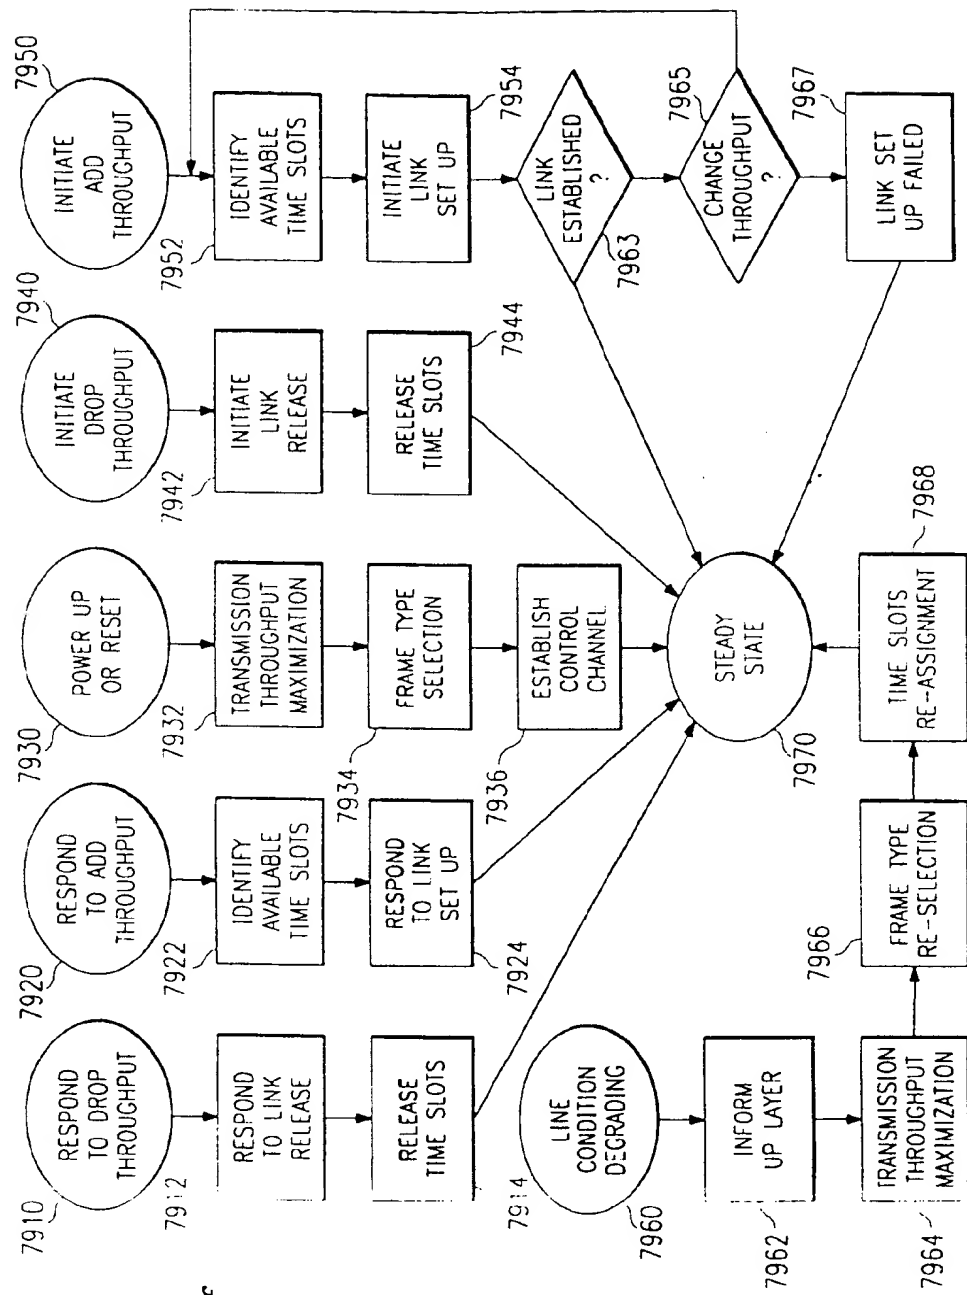 7910
RESPOND
TO DROP
THROUGHPUT
7912
RESPOND
TO LINK
RELEASE
RELEASE
TIME SLOTS
7914
7920
RESPOND
TO ADD
THROUGHPUT
7922
IDENTIFY
AVAILABLE
TIME SLOTS
RESPOND
TO LINK
SET UP
7924
7930
POWER UP
OR RESET
7932
TRANSMISSION
THROUGHPUT
MAXIMIZATION
7934
FRAME TYPE
SELECTION
7936
ESTABLISH
CONTROL
CHANNEL
7940
INITIATE
DROP
THROUGHPUT
7942
INITIATE
LINK
RELEASE
RELEASE
TIME SLOTS
7944
7950
INITIATE
ADD
THROUGHPUT
7952
IDENTIFY
AVAILABLE
TIME SLOTS
INITIATE
LINK
SET UP
7954
LINK
ESTABLISHED
?
7963
CHANGE
THROUGHPUT
?
7965
LINK SET
UP FAILED
7967
7960
LINE
CONDITION
DEGRADING
7962
INFORM
UP LAYER
7964
TRANSMISSION
THROUGHPUT
MAXIMIZATION
7966
FRAME TYPE
RE-SELECTION
7968
TIME SLOTS
RE-ASSIGNMENT
STEADY
STATE
7970